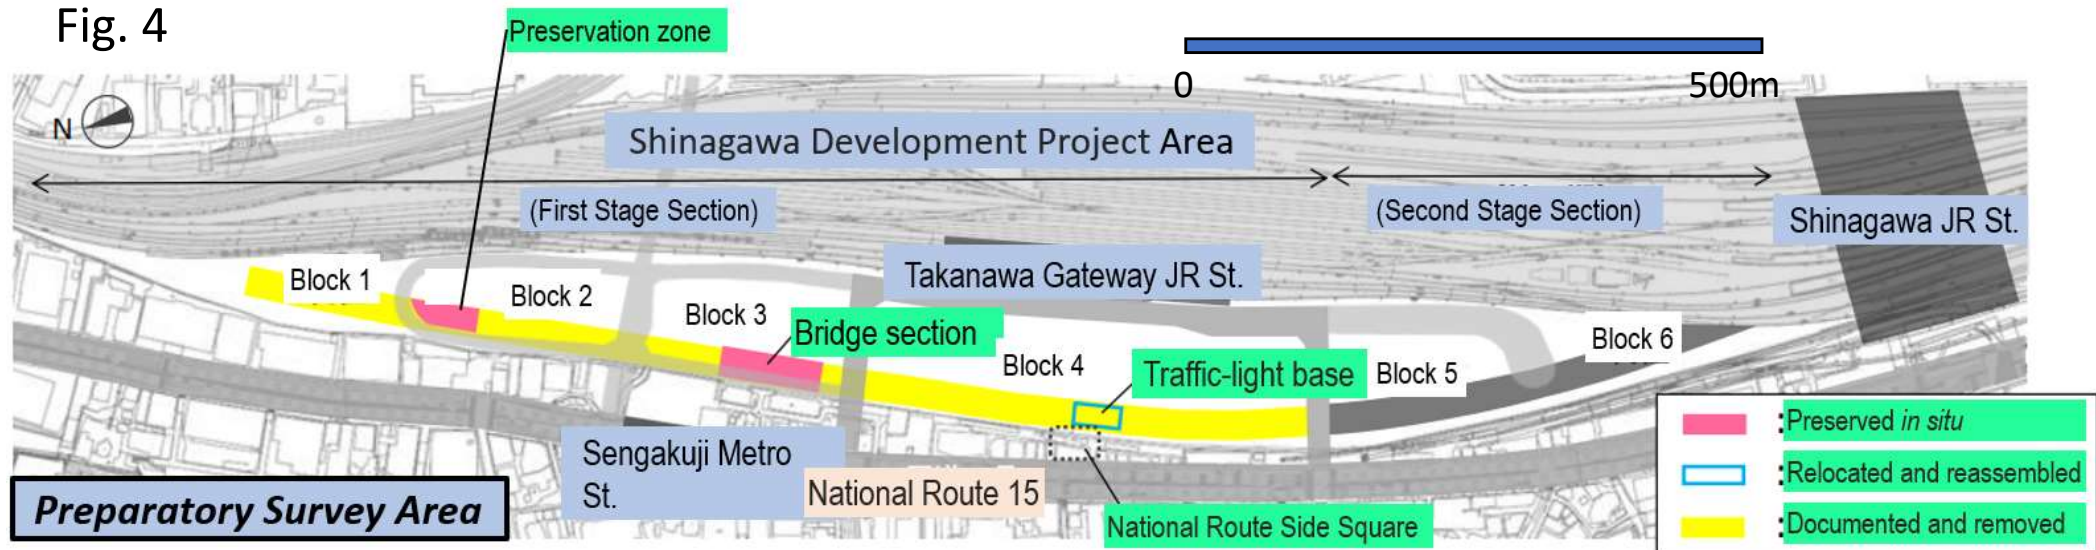 Fig. 4
Preservation zone
0
500m
N
Shinagawa Development Project Area
(First Stage Section)
(Second Stage Section)
Shinagawa JR St.
Takanawa Gateway JR St.
Block 1
Block 2
Block 3
Bridge section
Block 4
Traffic-light base
Block 5
Block 6
Sengakuji Metro
St.
National Route 15
National Route Side Square
Preparatory Survey Area
:Preserved in situ
:Relocated and reassembled
:Documented and removed